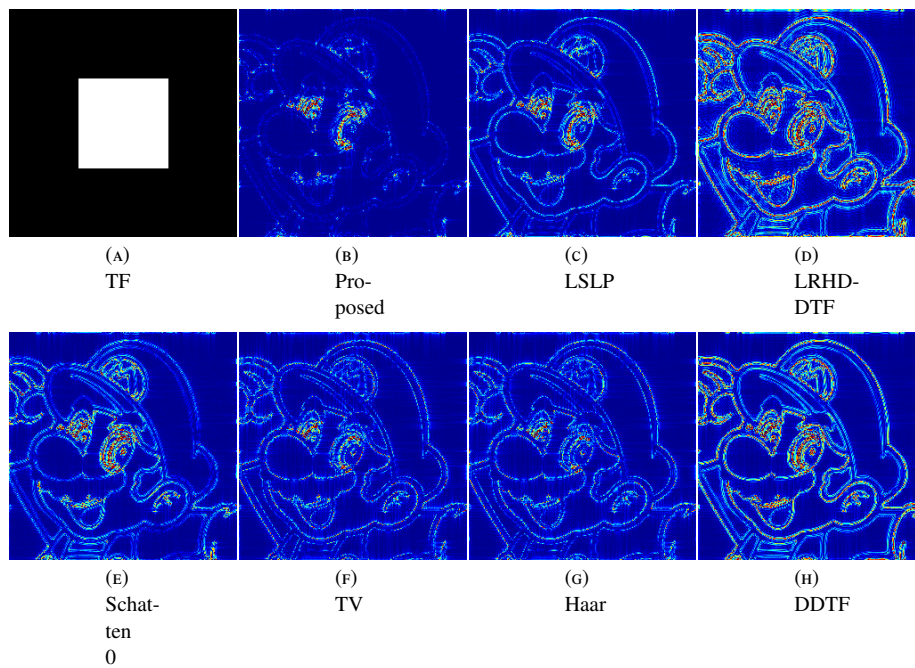 (A)
TF
(B)
Pro-
posed
(C)
LSLP
(D)
LRHD-
DTF
(E)
Schat-
ten
0
(F)
TV
(G)
Haar
(H)
DDTF